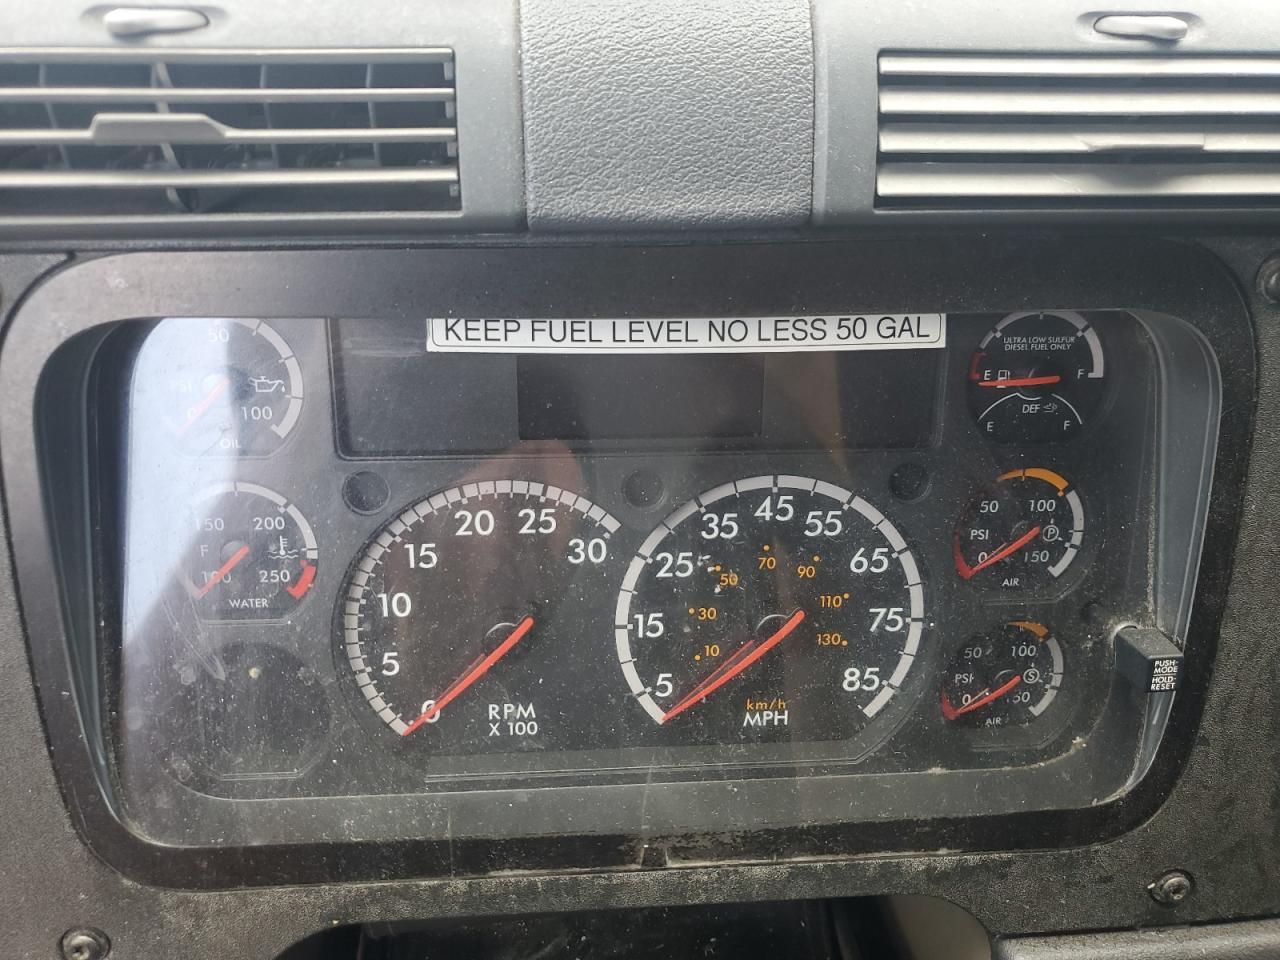 KEEP FUEL LEVEL NO LESS 50 GAL
50
PSI
0
100
OIL
ULTRA LOW SULFUR
DIESEL FUEL ONLY
E
F
DEF
E
F
150
200
F
100
250
WATER
0
5
10
15
20
25
30
RPM
X 100
5
15
25
35
45
55
65
75
85
10
30
50
70
90
110
130
km/h
MPH
50
100
PSI
P
0
150
AIR
50
100
PSI
S
0
150
AIR
PUSH-
MODE
HOLD-
RESET